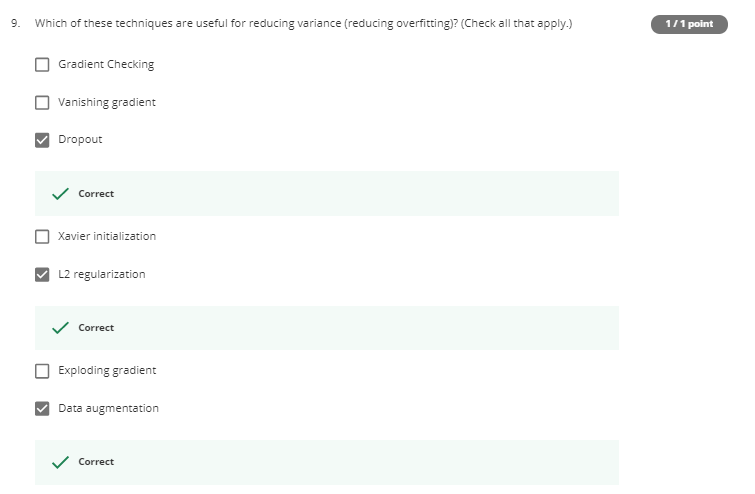 9. Which of these techniques are useful for reducing variance (reducing overfitting)? (Check all that apply.)
1 / 1 point
Gradient Checking
Vanishing gradient
Dropout
Correct
Xavier initialization
L2 regularization
Correct
Exploding gradient
Data augmentation
Correct